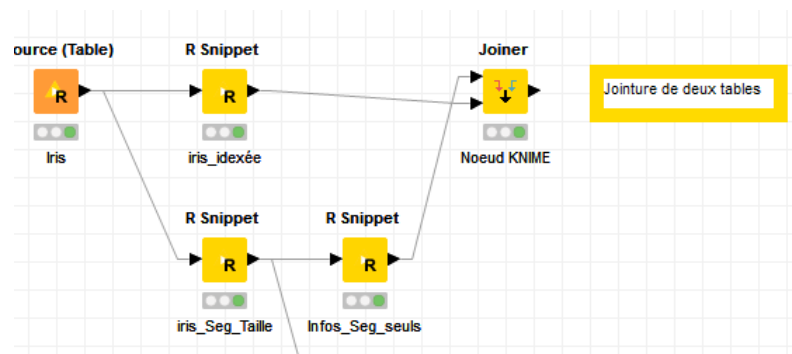 ource (Table)
R Snippet
Joiner
Jointure de deux tables
R
R
Iris
iris_idexée
Noeud KNIME
R Snippet
R Snippet
R
R
iris_Seg_Taille
Infos_Seg_seuls